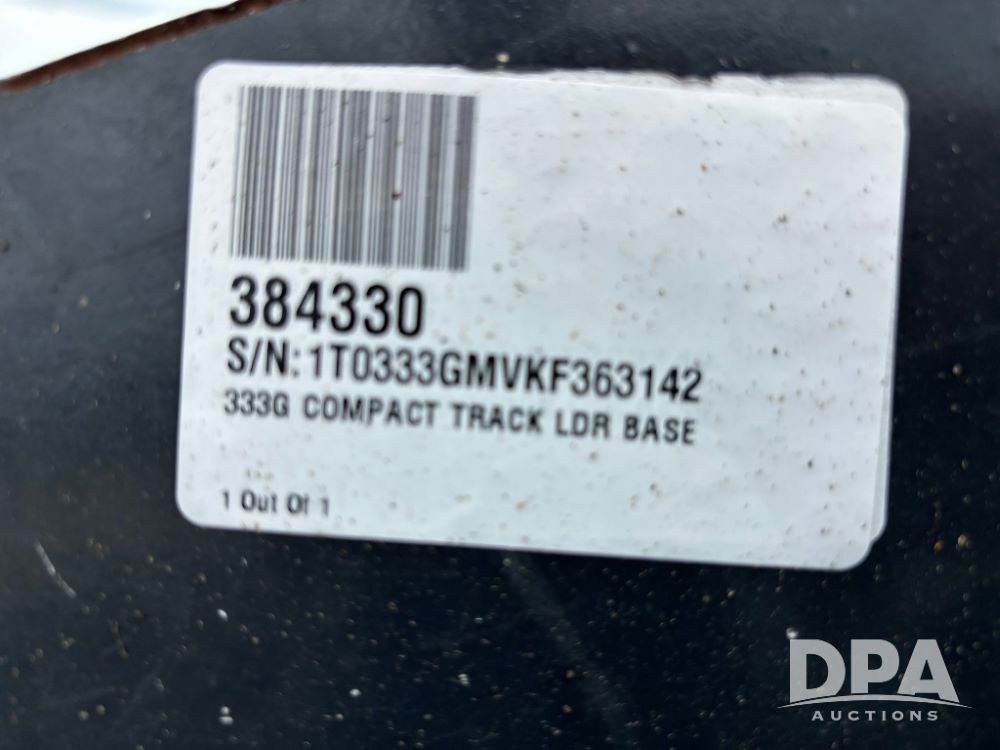 384330
S/N: 1T0333GMVKF363142
333G COMPACT TRACK LDR BASE
1 Out Of 1
DPA
AUCTIONS